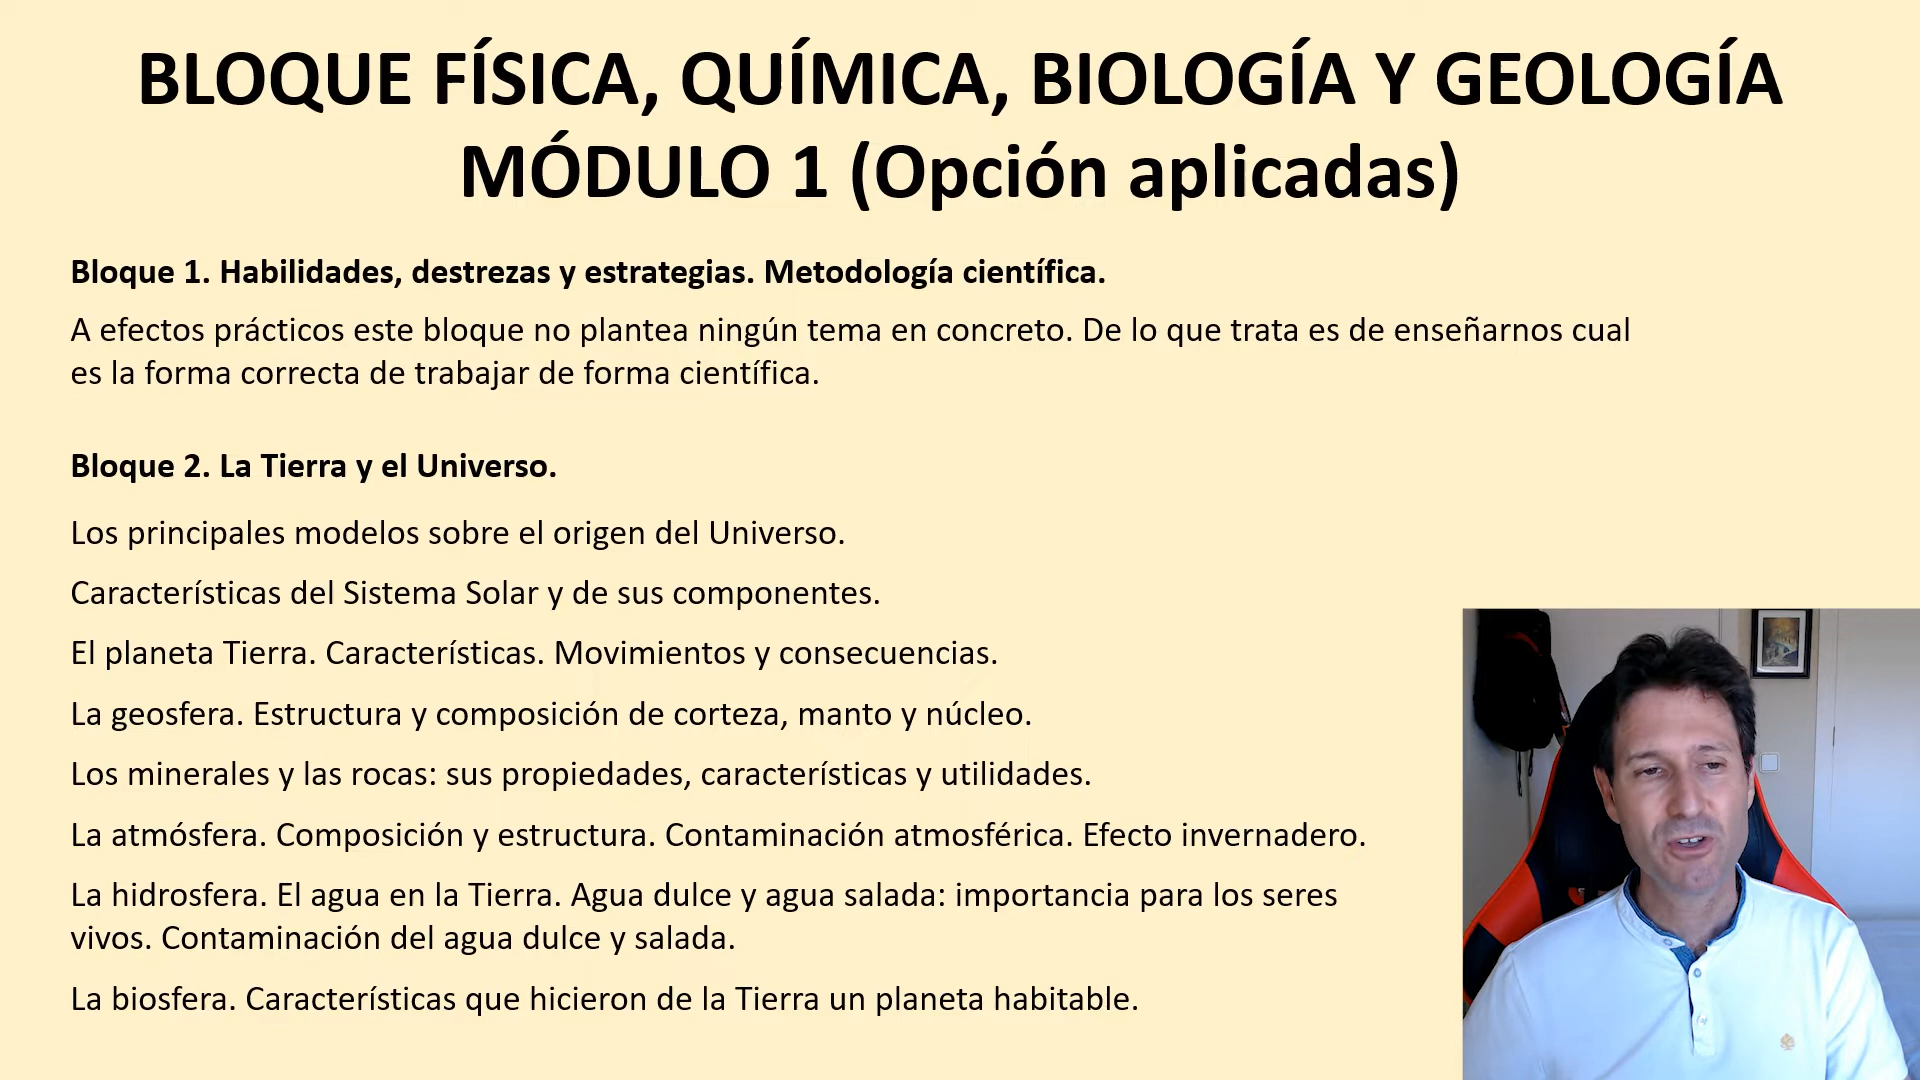 BLOQUE FÍSICA, QUÍMICA, BIOLOGÍA Y GEOLOGÍA
MÓDULO 1 (Opción aplicadas)
Bloque 1. Habilidades, destrezas y estrategias. Metodología científica.
A efectos prácticos este bloque no plantea ningún tema en concreto. De lo que trata es de enseñarnos cual
es la forma correcta de trabajar de forma científica.
Bloque 2. La Tierra y el Universo.
Los principales modelos sobre el origen del Universo.
Características del Sistema Solar y de sus componentes.
El planeta Tierra. Características. Movimientos y consecuencias.
La geosfera. Estructura y composición de corteza, manto y núcleo.
Los minerales y las rocas: sus propiedades, características y utilidades.
La atmósfera. Composición y estructura. Contaminación atmosférica. Efecto invernadero.
La hidrosfera. El agua en la Tierra. Agua dulce y agua salada: importancia para los seres
vivos. Contaminación del agua dulce y salada.
La biosfera. Características que hicieron de la Tierra un planeta habitable.